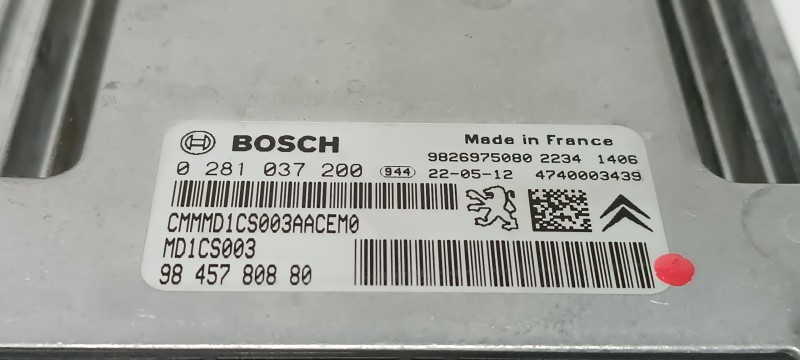 BOSCH Made in France
9826975080 2234 1406
0 281 037 200 944 22-05-12 4740003439
CMMMD1CS003AACEM0
MD1CS003
98 457 808 80